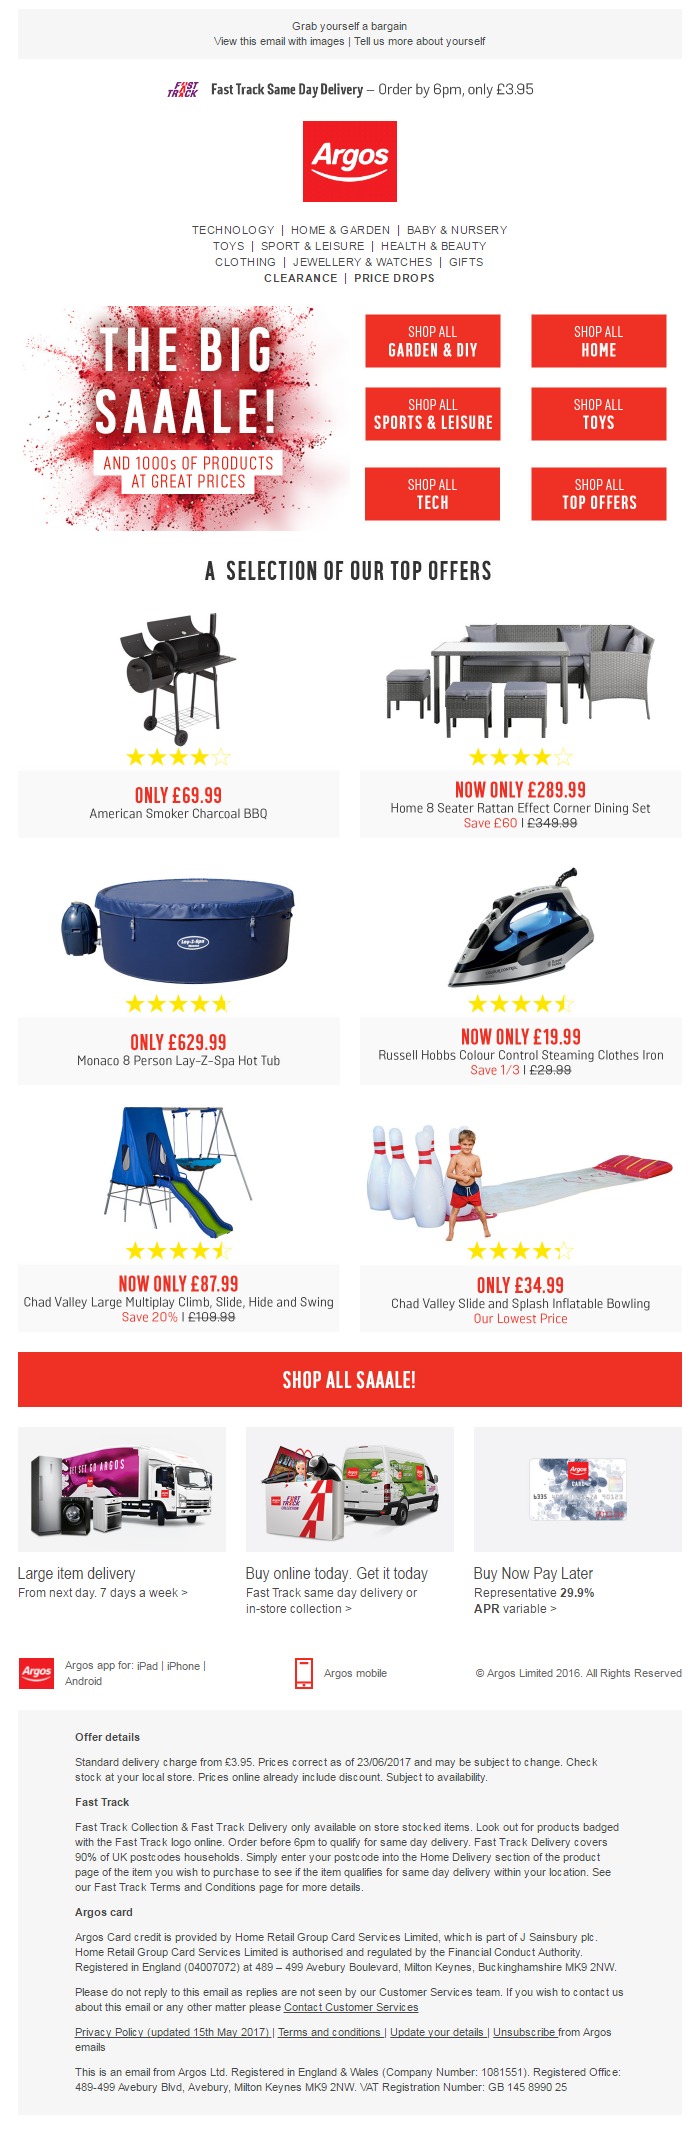 Grab yourself a bargain
View this email with images | Tell us more about yourself
FAST TRACK Fast Track Same Day Delivery – Order by 6pm, only £3.95
Argos
TECHNOLOGY | HOME & GARDEN | BABY & NURSERY
TOYS | SPORT & LEISURE | HEALTH & BEAUTY
CLOTHING | JEWELLERY & WATCHES | GIFTS
CLEARANCE | PRICE DROPS
THE BIG
SAAALE!
AND 1000s OF PRODUCTS
AT GREAT PRICES
SHOP ALL
GARDEN & DIY
SHOP ALL
HOME
SHOP ALL
SPORTS & LEISURE
SHOP ALL
TOYS
SHOP ALL
TECH
SHOP ALL
TOP OFFERS
A SELECTION OF OUR TOP OFFERS
ONLY £69.99
American Smoker Charcoal BBQ
NOW ONLY £289.99
Home 8 Seater Rattan Effect Corner Dining Set
Save £60 | £349.99
Lay-Z-Spa
ONLY £629.99
Monaco 8 Person Lay-Z-Spa Hot Tub
COLOUR CONTROL
NOW ONLY £19.99
Russell Hobbs Colour Control Steaming Clothes Iron
Save 1/3 | £29.99
NOW ONLY £87.99
Chad Valley Large Multiplay Climb, Slide, Hide and Swing
Save 20% | £109.99
ONLY £34.99
Chad Valley Slide and Splash Inflatable Bowling
Our Lowest Price
SHOP ALL SAAALE!
GET SET GO ARGOS
FAST TRACK
Argos
CARD
Large item delivery
From next day. 7 days a week >
Buy online today. Get it today
Fast Track same day delivery or
in-store collection >
Buy Now Pay Later
Representative 29.9%
APR variable >
Argos
Argos app for: iPad | iPhone |
Android
Argos mobile
© Argos Limited 2016. All Rights Reserved
Offer details
Standard delivery charge from £3.95. Prices correct as of 23/06/2017 and may be subject to change. Check
stock at your local store. Prices online already include discount. Subject to availability.
Fast Track
Fast Track Collection & Fast Track Delivery only available on store stocked items. Look out for products badged
with the Fast Track logo online. Order before 6pm to qualify for same day delivery. Fast Track Delivery covers
90% of UK postcodes households. Simply enter your postcode into the Home Delivery section of the product
page of the item you wish to purchase to see if the item qualifies for same day delivery within your location. See
our Fast Track Terms and Conditions page for more details.
Argos card
Argos Card credit is provided by Home Retail Group Card Services Limited, which is part of J Sainsbury plc.
Home Retail Group Card Services Limited is authorised and regulated by the Financial Conduct Authority.
Registered in England (04007072) at 489 – 499 Avebury Boulevard, Milton Keynes, Buckinghamshire MK9 2NW.
Please do not reply to this email as replies are not seen by our Customer Services team. If you wish to contact us
about this email or any other matter please Contact Customer Services
Privacy Policy (updated 15th May 2017) | Terms and conditions | Update your details | Unsubscribe from Argos
emails
This is an email from Argos Ltd. Registered in England & Wales (Company Number: 1081551). Registered Office:
489-499 Avebury Blvd, Avebury, Milton Keynes MK9 2NW. VAT Registration Number: GB 145 8990 25